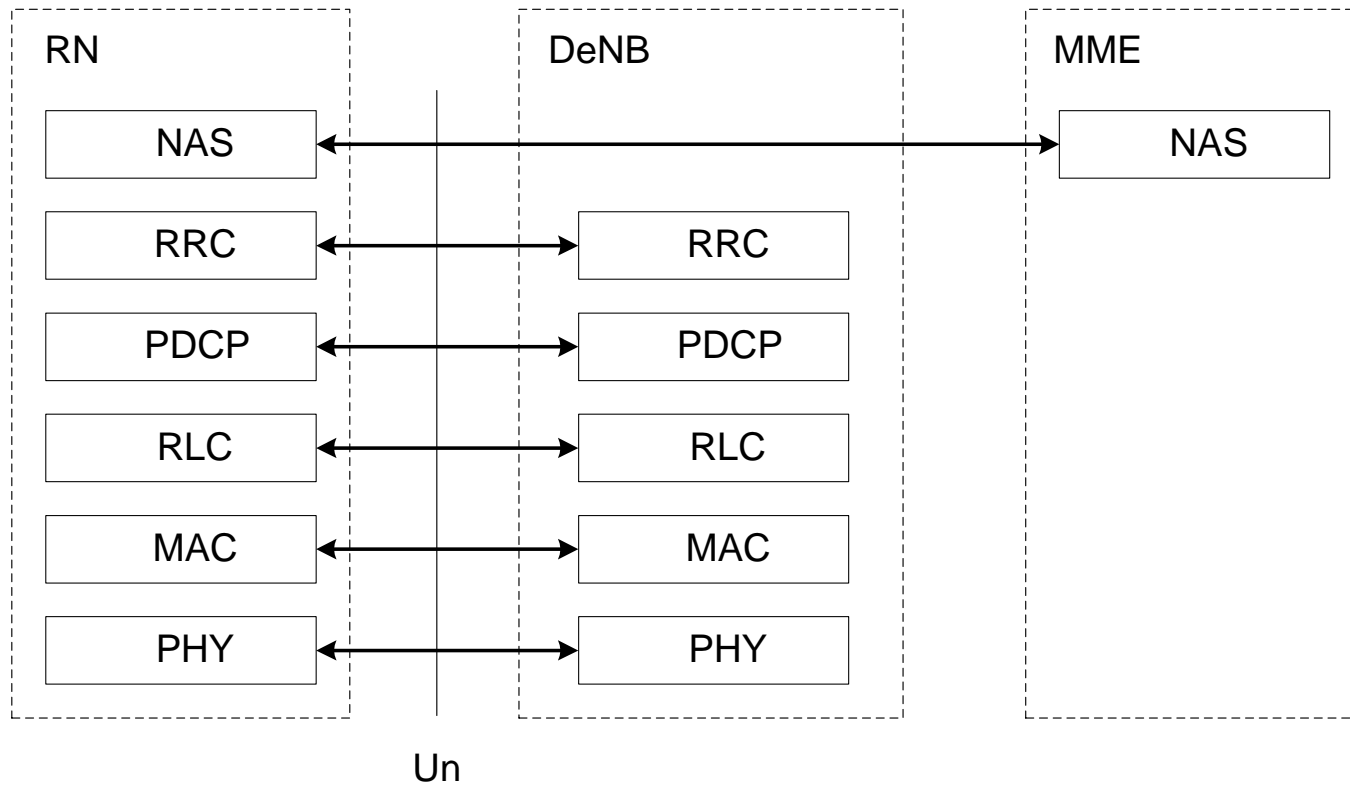 RN
DeNB
MME
NAS
NAS
RRC
RRC
PDCP
PDCP
RLC
RLC
MAC
MAC
PHY
PHY
Un